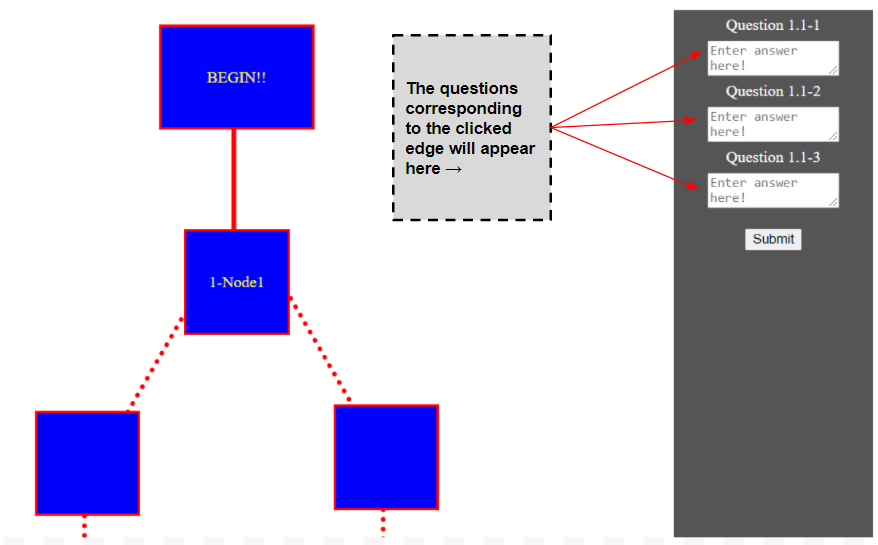 BEGIN!!
1-Node1
The questions
corresponding
to the clicked
edge will appear
here →
Question 1.1-1
Enter answer
here!
Question 1.1-2
Enter answer
here!
Question 1.1-3
Enter answer
here!
Submit